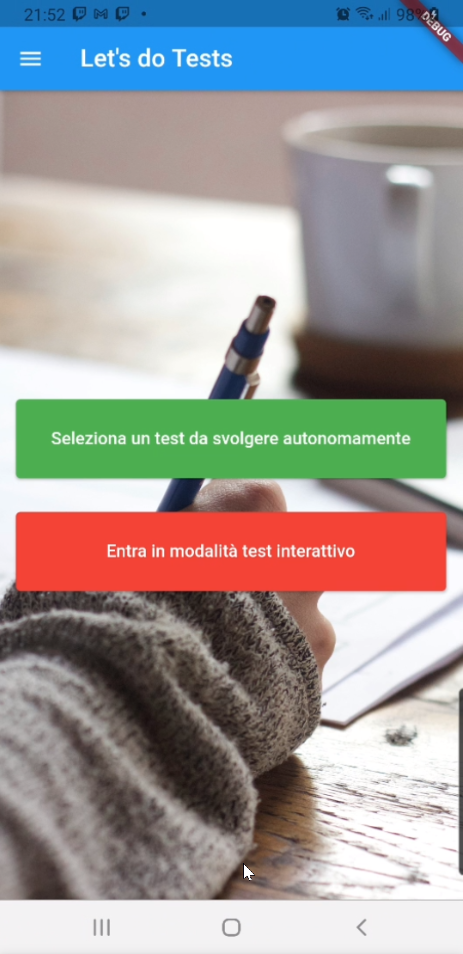 21:52
98%
DEBUG
Let's do Tests
Seleziona un test da svolgere autonomamente
Entra in modalità test interattivo